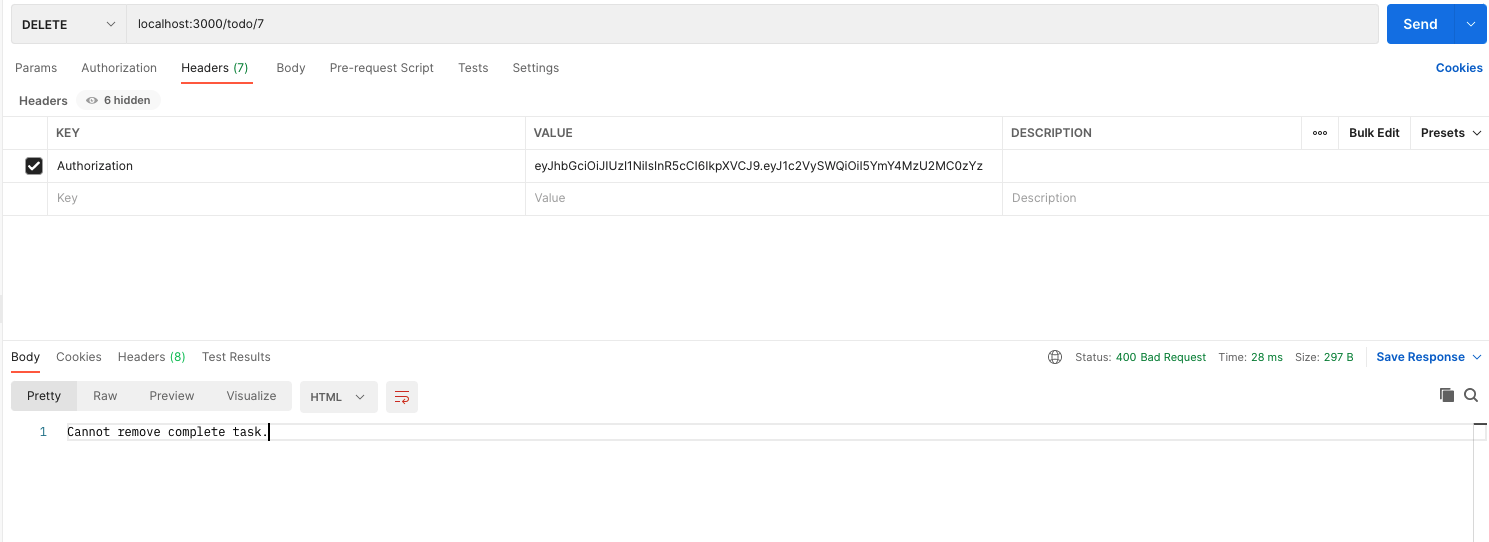 DELETE localhost:3000/todo/7 Send
Params Authorization Headers (7) Body Pre-request Script Tests Settings Cookies
Headers 6 hidden
KEY VALUE DESCRIPTION ooo Bulk Edit Presets
Authorization eyJhbGciOiJIUzI1NiIsInR5cCI6IkpXVCJ9.eyJ1c2VySWQiOiI5YmY4MzU2MC0zYz
Key Value Description
Body Cookies Headers (8) Test Results Status: 400 Bad Request Time: 28 ms Size: 297 B Save Response
Pretty Raw Preview Visualize HTML
1 Cannot remove complete task.